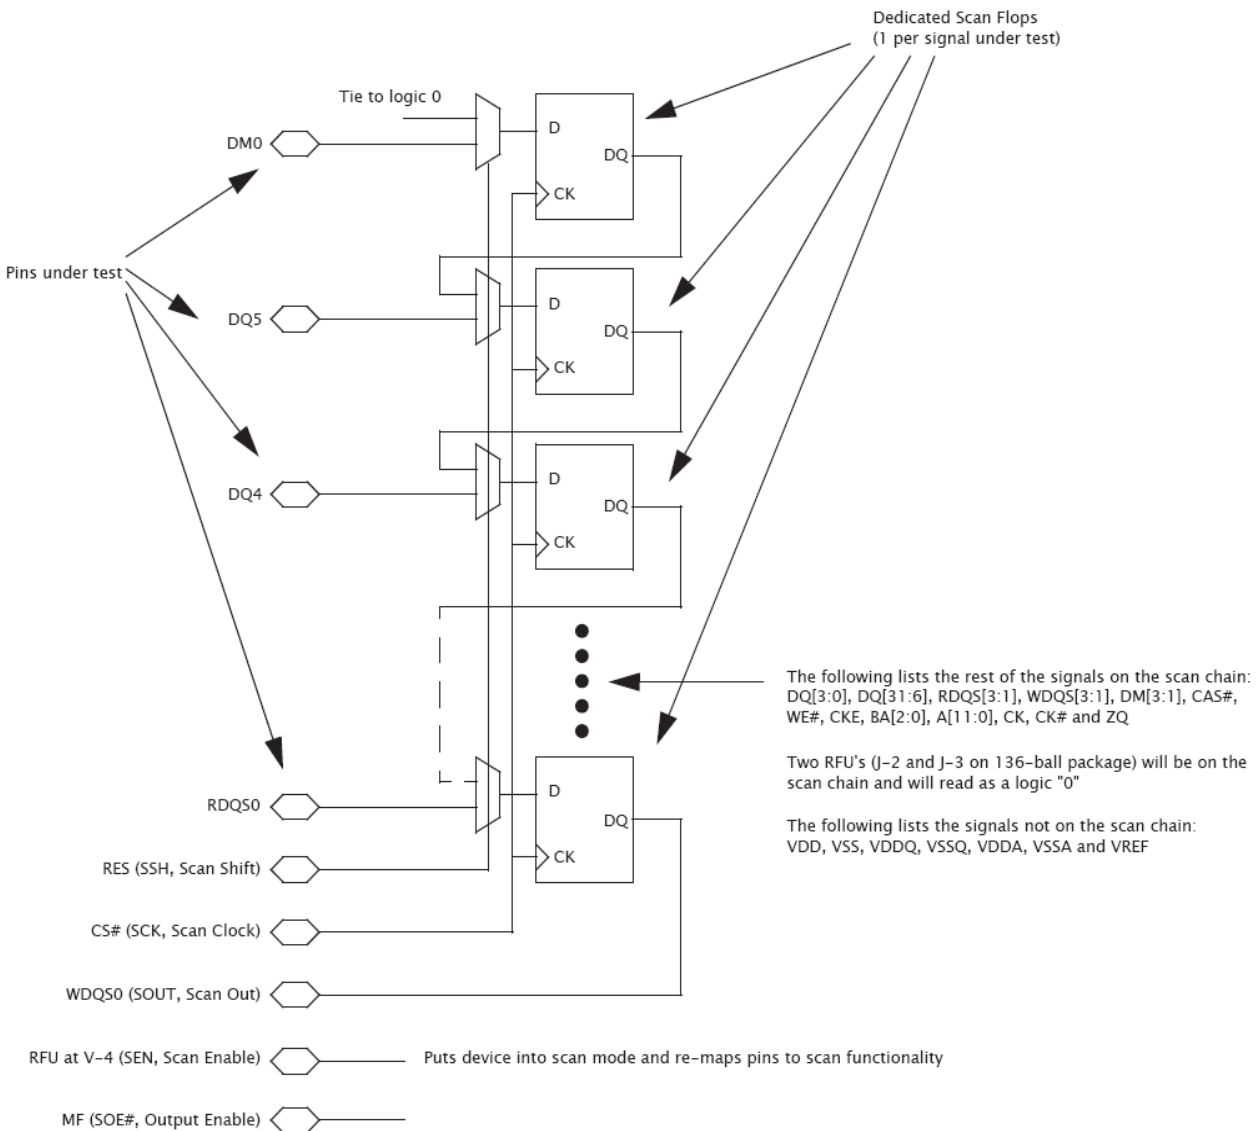 Dedicated Scan Flops
(1 per signal under test)
Tie to logic 0
DM0
D
DQ
CK
Pins under test
DQ5
D
DQ
CK
DQ4
D
DQ
CK
The following lists the rest of the signals on the scan chain:
DQ[3:0], DQ[31:6], RDQS[3:1], WDQS[3:1], DM[3:1], CAS#,
WE#, CKE, BA[2:0], A[11:0], CK, CK# and ZQ
Two RFU's (J-2 and J-3 on 136-ball package) will be on the
scan chain and will read as a logic "0"
The following lists the signals not on the scan chain:
VDD, VSS, VDDQ, VSSQ, VDDA, VSSA and VREF
RDQS0
D
DQ
CK
RES (SSH, Scan Shift)
CS# (SCK, Scan Clock)
WDQS0 (SOUT, Scan Out)
RFU at V-4 (SEN, Scan Enable)
Puts device into scan mode and re-maps pins to scan functionality
MF (SOE#, Output Enable)